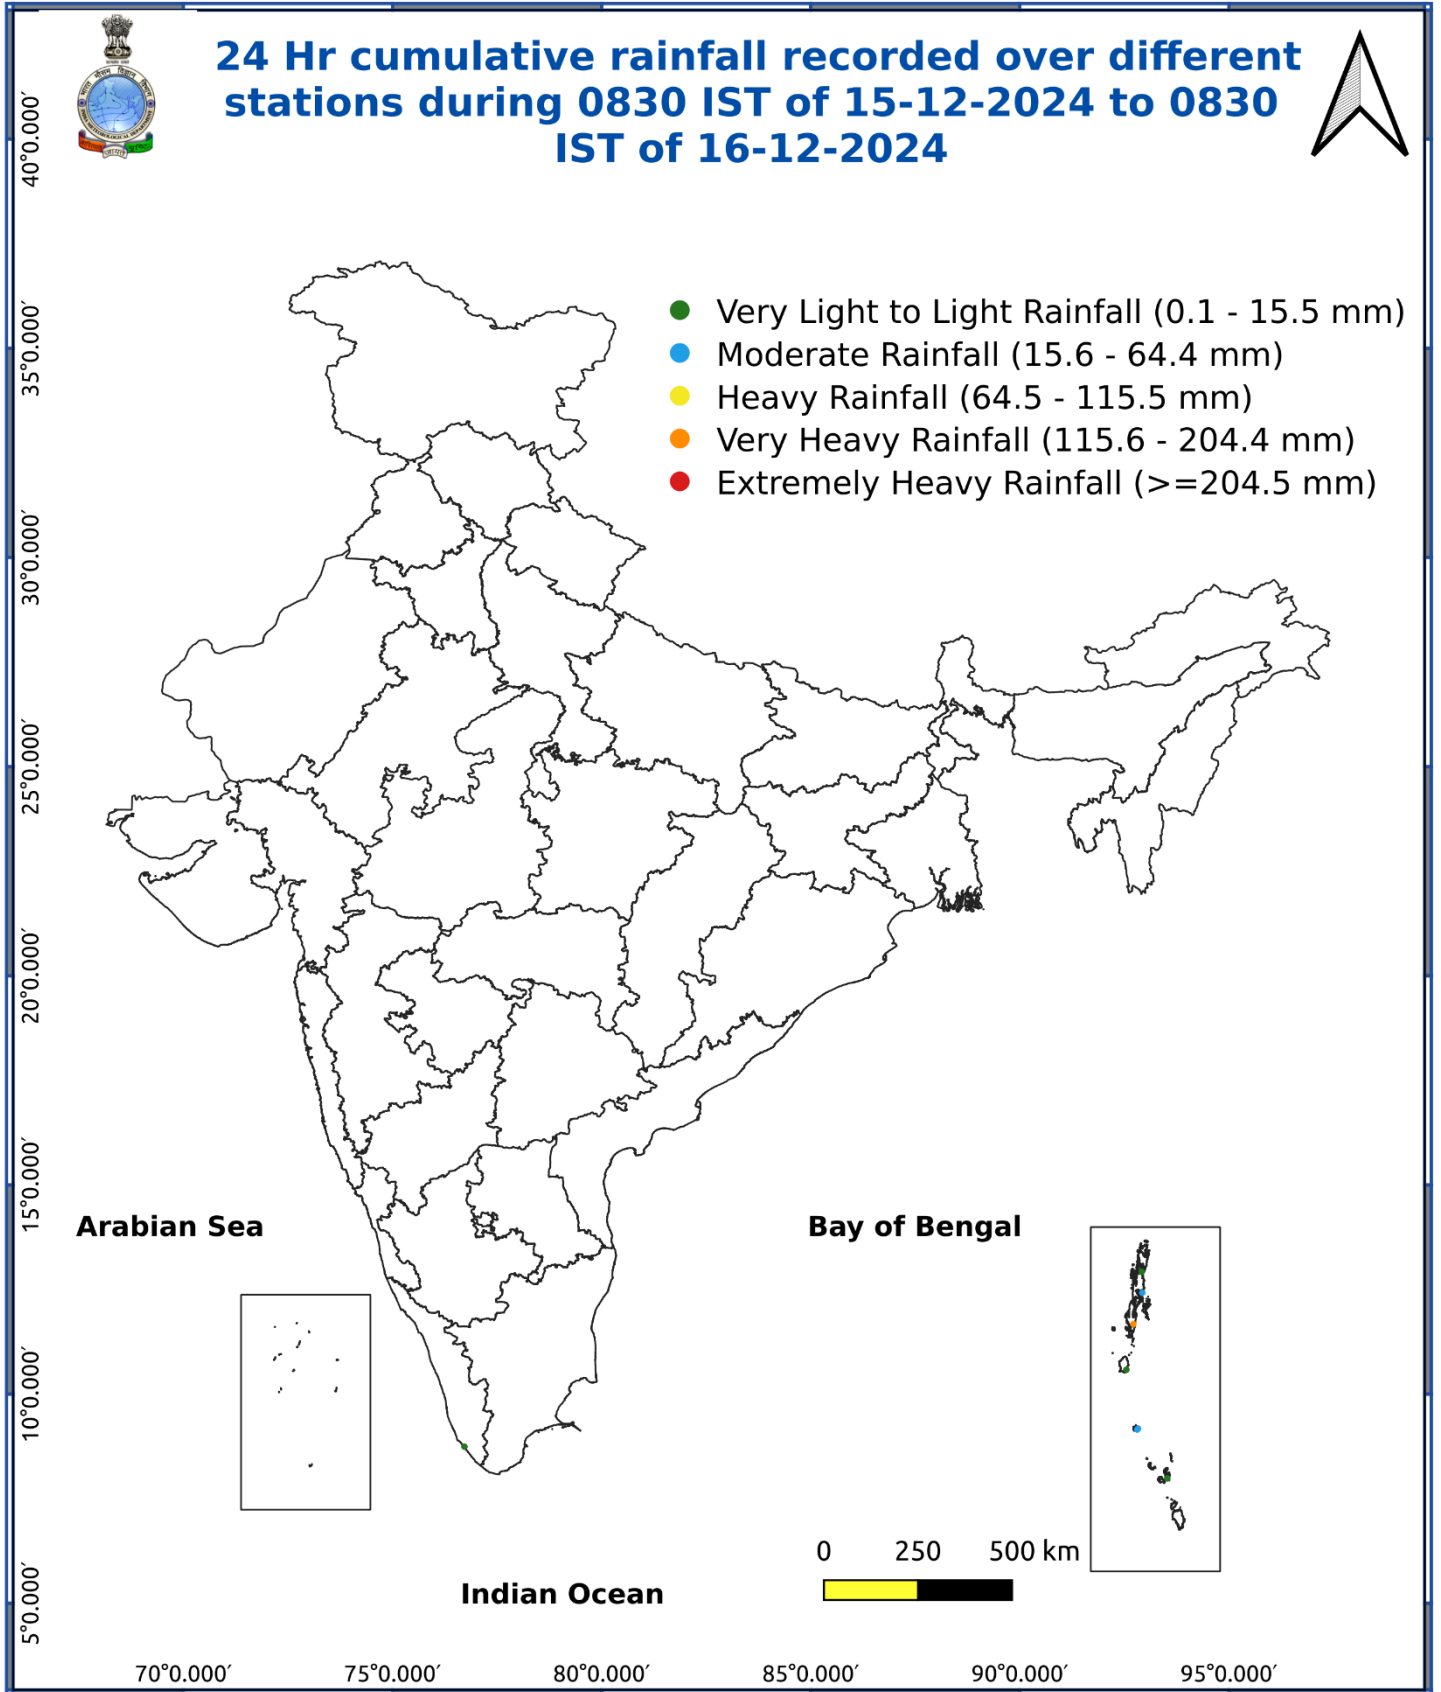 24 Hr cumulative rainfall recorded over different
stations during 0830 IST of 15-12-2024 to 0830
IST of 16-12-2024
Very Light to Light Rainfall (0.1 - 15.5 mm)
Moderate Rainfall (15.6 - 64.4 mm)
Heavy Rainfall (64.5 - 115.5 mm)
Very Heavy Rainfall (115.6 - 204.4 mm)
Extremely Heavy Rainfall (>=204.5 mm)
40°0.000′
35°0.000′
30°0.000′
25°0.000′
20°0.000′
15°0.000′
10°0.000′
5°0.000′
Arabian Sea
Bay of Bengal
Indian Ocean
0 250 500 km
70°0.000′ 75°0.000′ 80°0.000′ 85°0.000′ 90°0.000′ 95°0.000′